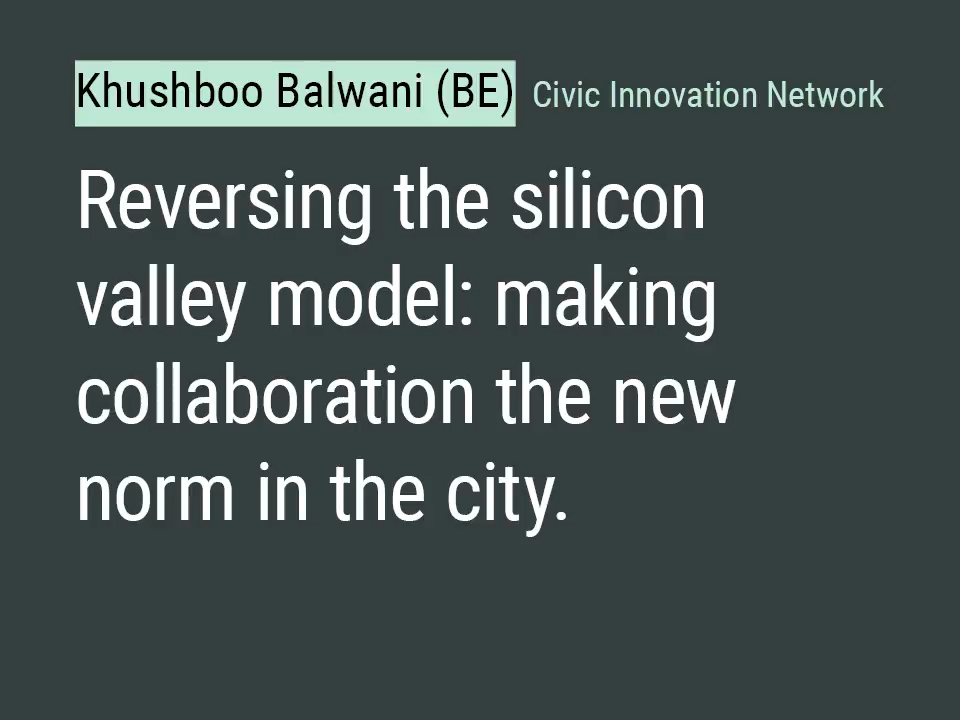 Khushboo Balwani (BE) Civic Innovation Network
Reversing the silicon
valley model: making
collaboration the new
norm in the city.